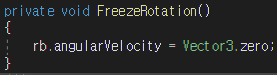 private void FreezeRotation()
{
    rb.angularVelocity = Vector3.zero;
}